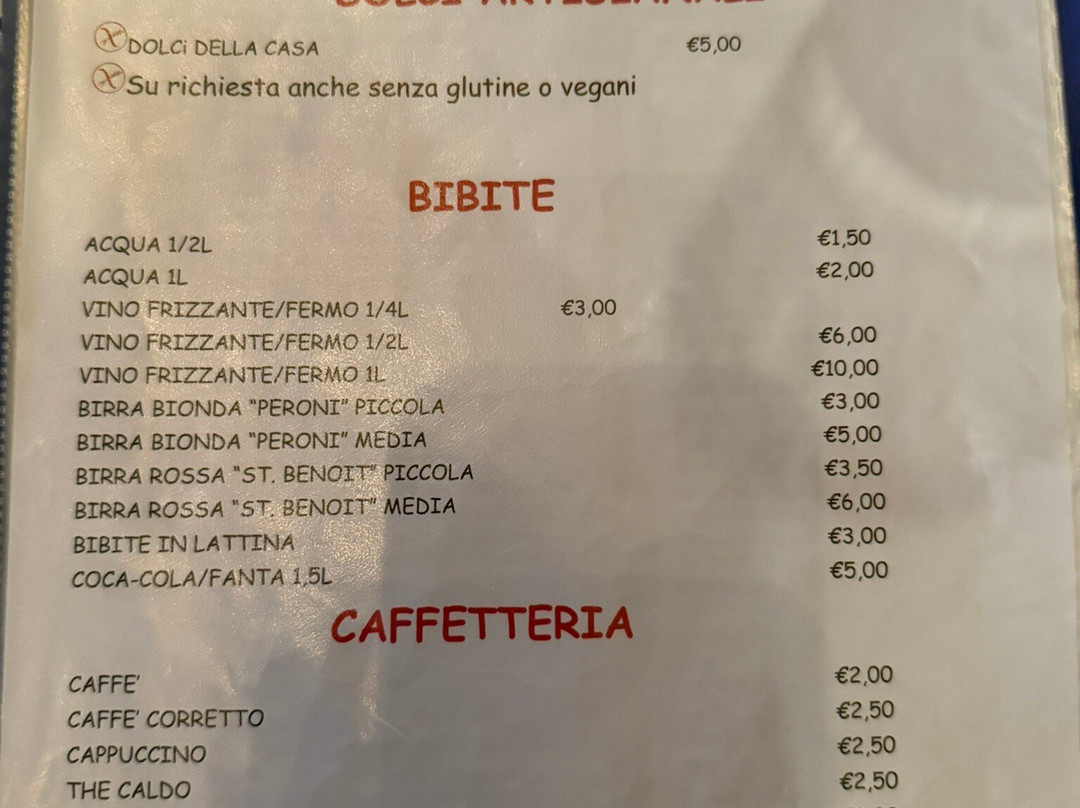 DOLCI ARTIGIANALI
DOLCi DELLA CASA €5,00
Su richiesta anche senza glutine o vegani
BIBITE
ACQUA 1/2L €1,50
ACQUA 1L €2,00
VINO FRIZZANTE/FERMO 1/4L €3,00
VINO FRIZZANTE/FERMO 1/2L €6,00
VINO FRIZZANTE/FERMO 1L €10,00
BIRRA BIONDA "PERONI" PICCOLA €3,00
BIRRA BIONDA "PERONI" MEDIA €5,00
BIRRA ROSSA "ST. BENOIT" PICCOLA €3,50
BIRRA ROSSA "ST. BENOIT" MEDIA €6,00
BIBITE IN LATTINA €3,00
COCA-COLA/FANTA 1,5L €5,00
CAFFETTERIA
CAFFE' €2,00
CAFFE' CORRETTO €2,50
CAPPUCCINO €2,50
THE CALDO €2,50